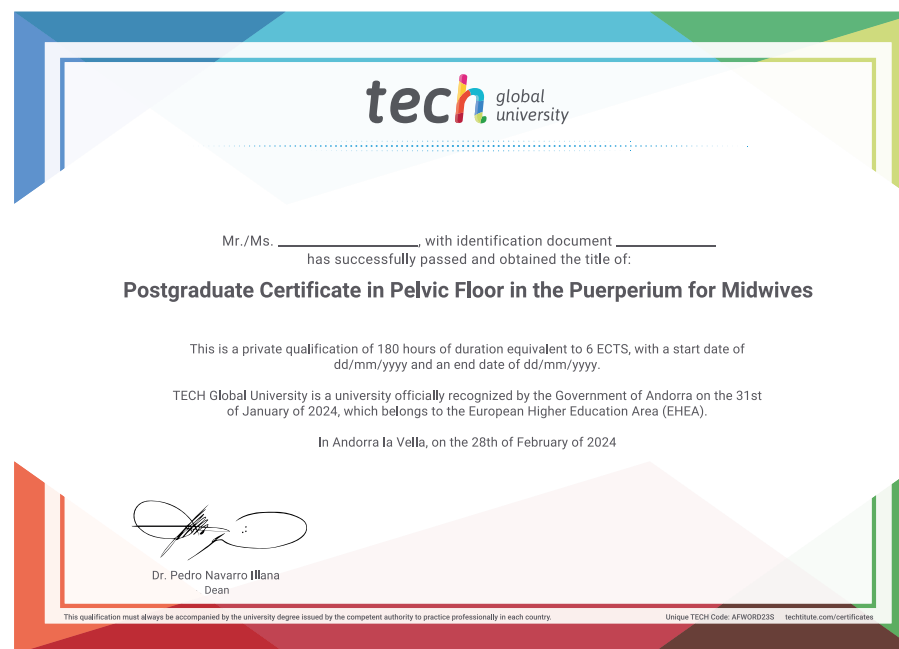 tech global university
Mr./Ms. ____________, with identification document ____________
has successfully passed and obtained the title of:
Postgraduate Certificate in Pelvic Floor in the Puerperium for Midwives
This is a private qualification of 180 hours of duration equivalent to 6 ECTS, with a start date of
dd/mm/yyyy and an end date of dd/mm/yyyy.
TECH Global University is a university officially recognized by the Government of Andorra on the 31st
of January of 2024, which belongs to the European Higher Education Area (EHEA).
In Andorra la Vella, on the 28th of February of 2024
Dr. Pedro Navarro Illana
Dean
This qualification must always be accompanied by the university degree issued by the competent authority to practice professionally in each country. Unique TECH Code: AFWORD23S techtitute.com/certificates